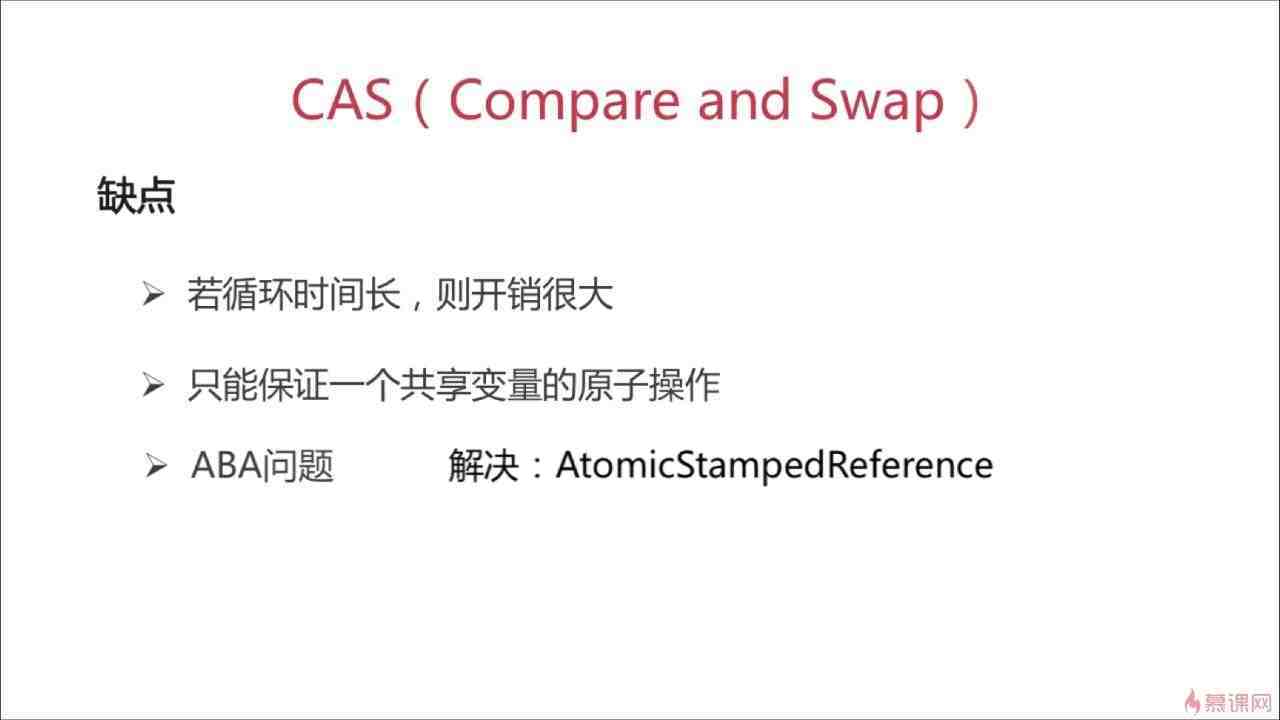 CAS（Compare and Swap）
缺点
若循环时间长，则开销很大
只能保证一个共享变量的原子操作
ABA问题 解决：AtomicStampedReference
慕课网